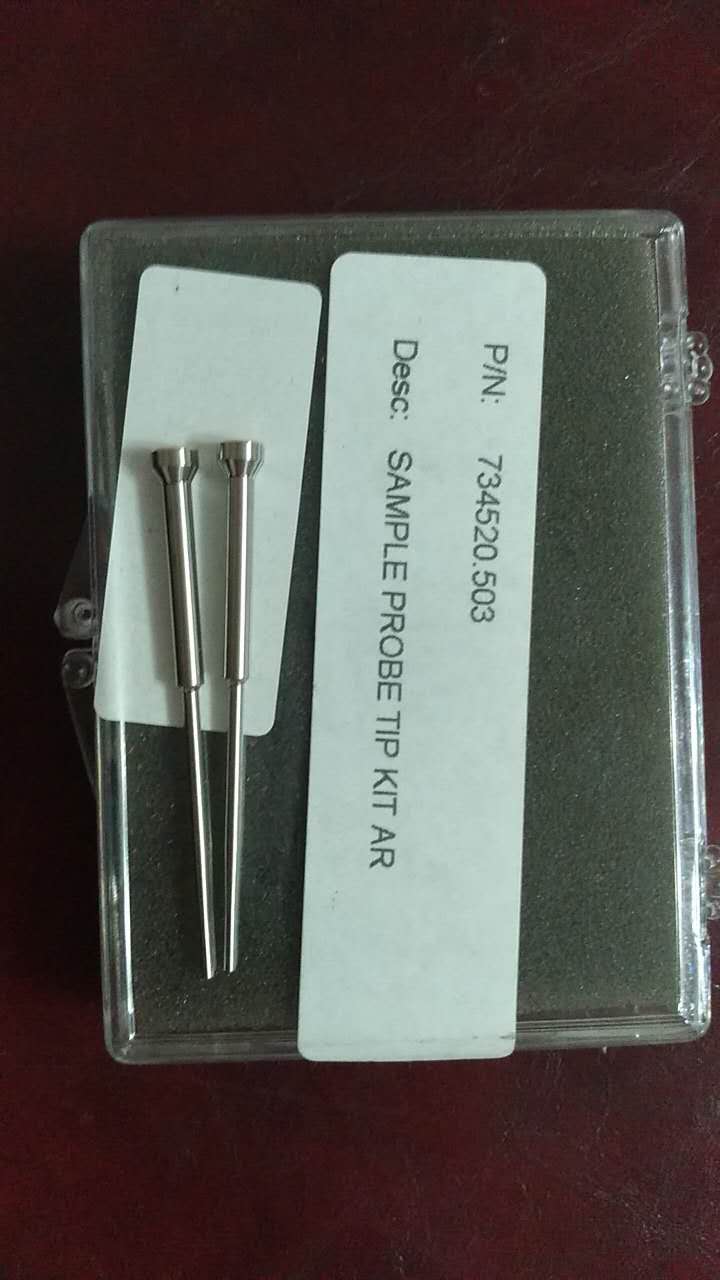 P/N: 734520.503
Desc: SAMPLE PROBE TIP KIT AR